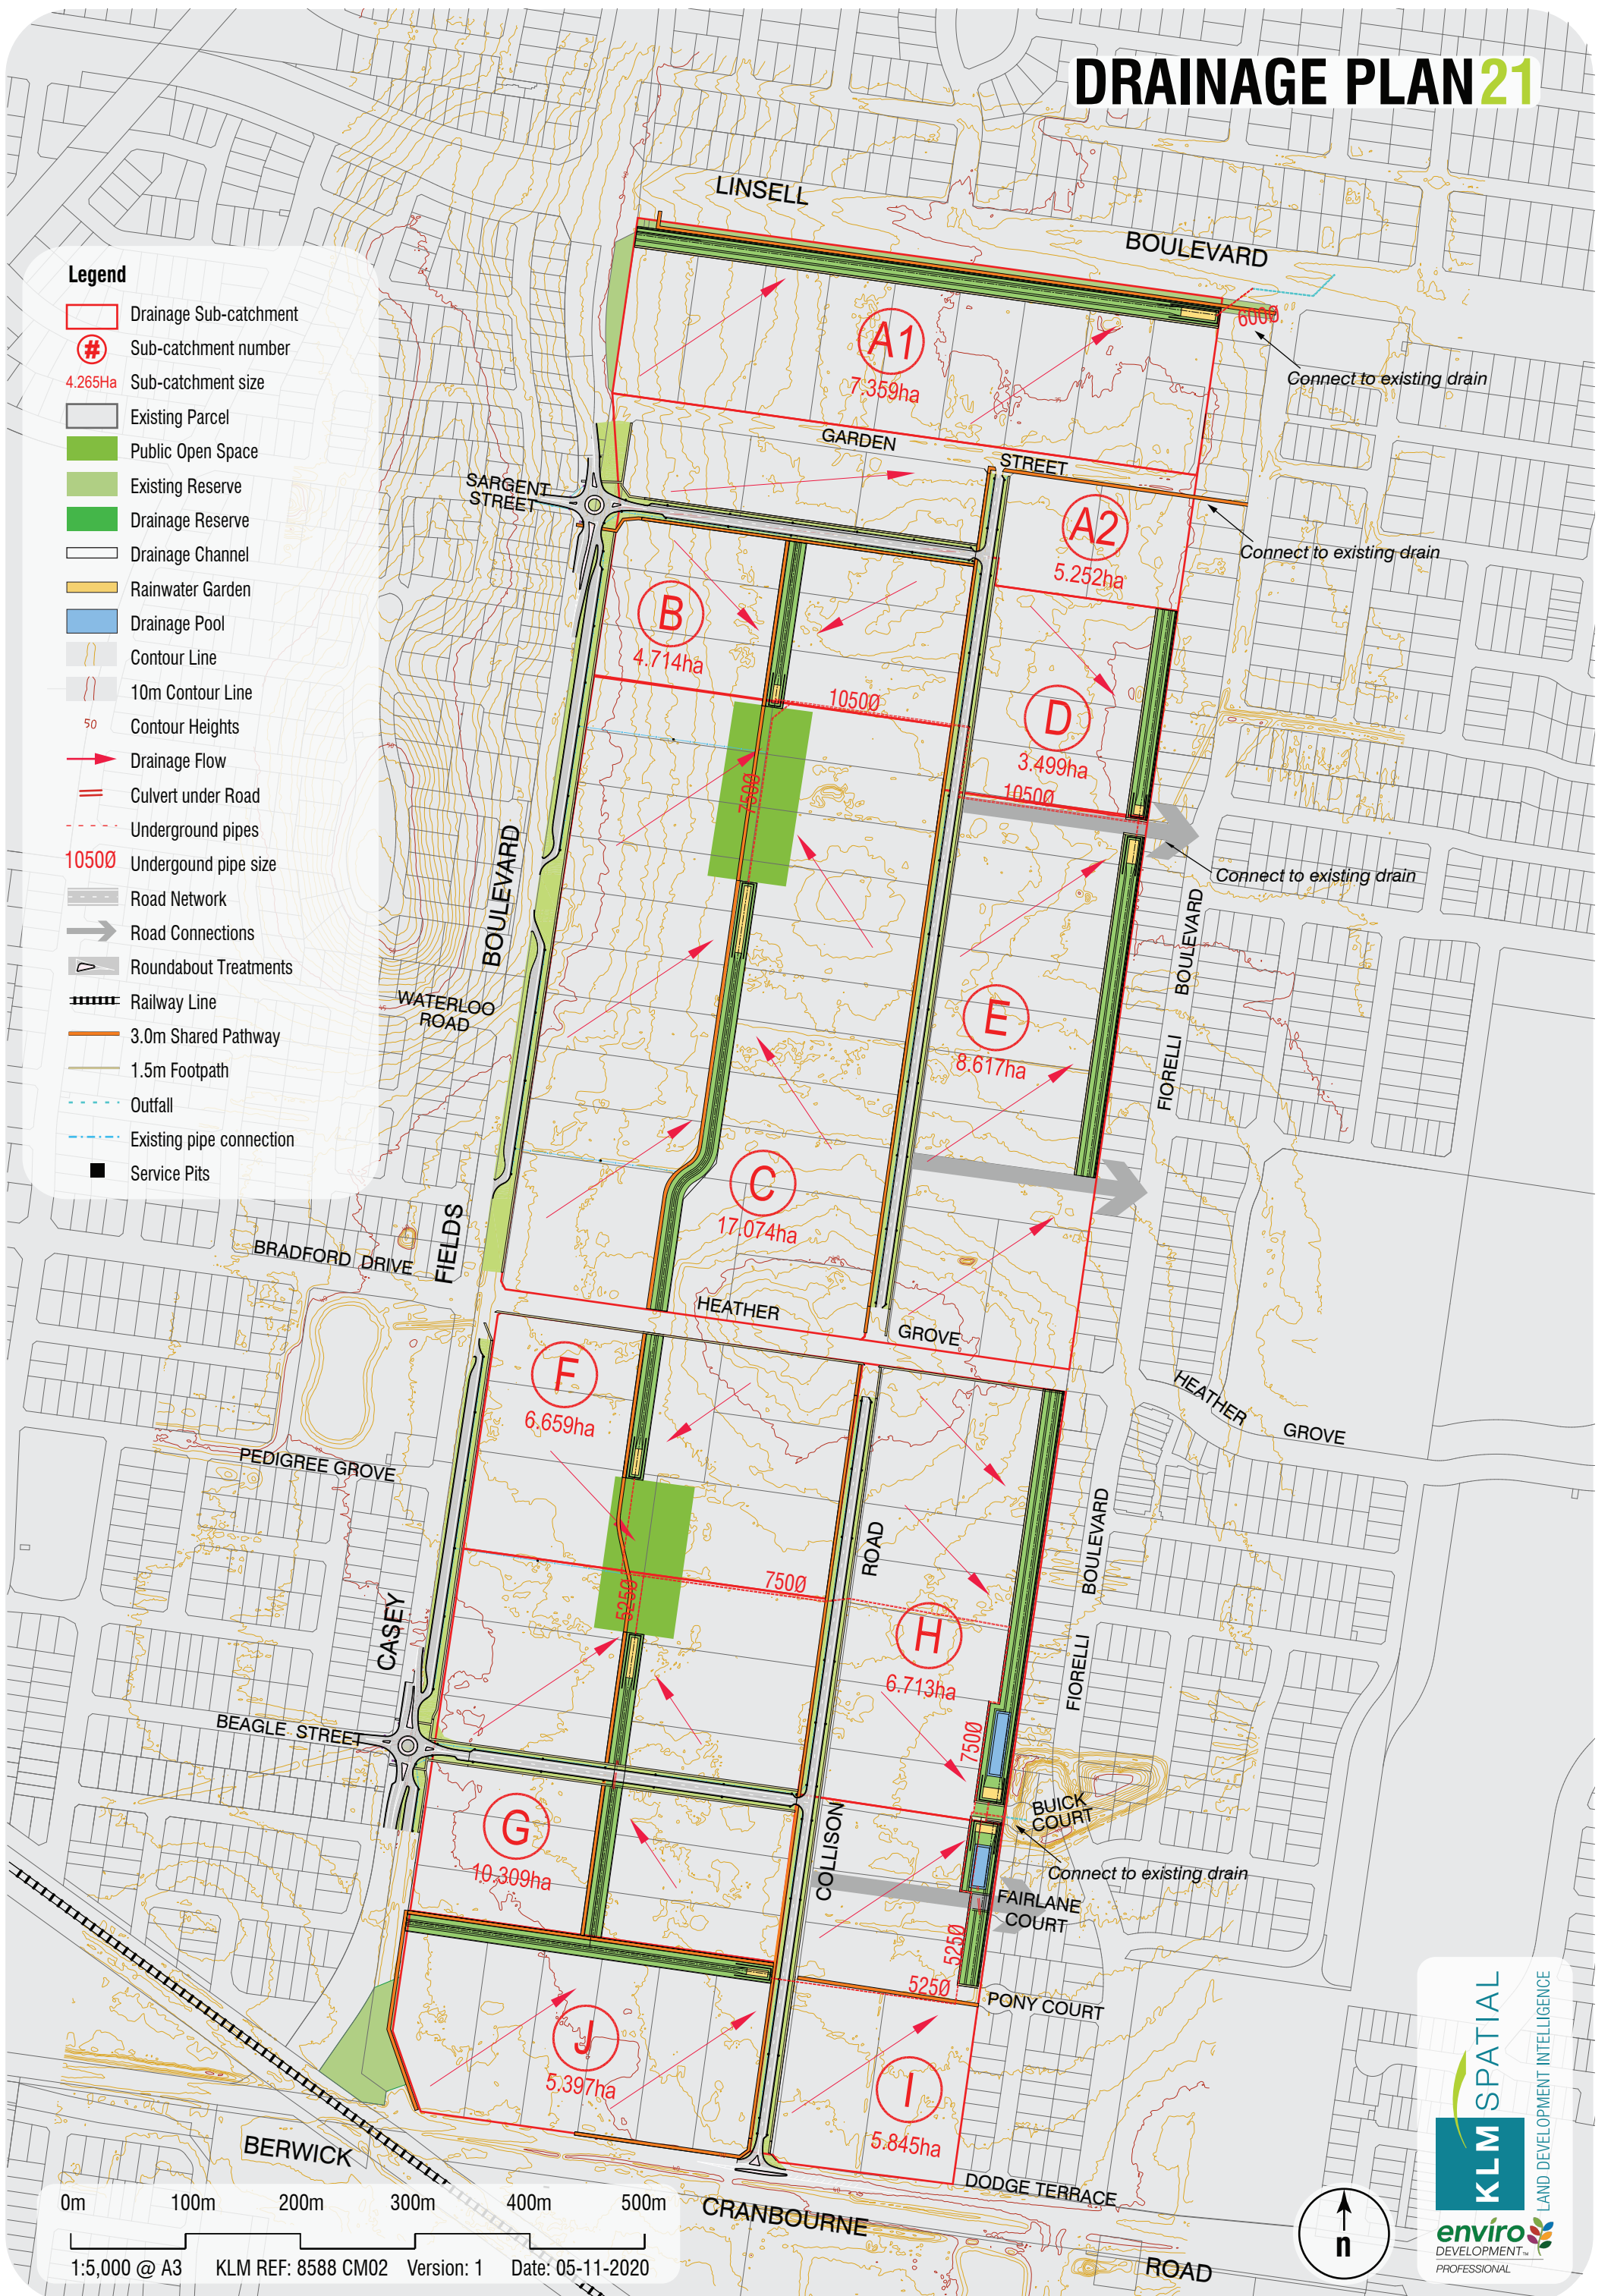 DRAINAGE PLAN 21
LINSELL
BOULEVARD
Legend
Drainage Sub-catchment
# Sub-catchment number
4.265Ha Sub-catchment size
Existing Parcel
Public Open Space
Existing Reserve
Drainage Reserve
Drainage Channel
Rainwater Garden
Drainage Pool
Contour Line
10m Contour Line
50 Contour Heights
Drainage Flow
Culvert under Road
Underground pipes
1050Ø Undergound pipe size
Road Network
Road Connections
Roundabout Treatments
Railway Line
3.0m Shared Pathway
1.5m Footpath
Outfall
Existing pipe connection
Service Pits
600Ø
Connect to existing drain
A1
7.359ha
GARDEN
STREET
SARGENT
STREET
A2
5.252ha
Connect to existing drain
B
4.714ha
1050Ø
D
3.499ha
1050Ø
750Ø
Connect to existing drain
BOULEVARD
BOULEVARD
WATERLOO
ROAD
E
8.617ha
FIORELLI
C
17.074ha
FIELDS
BRADFORD DRIVE
HEATHER
GROVE
F
6.659ha
HEATHER
GROVE
PEDIGREE GROVE
BOULEVARD
ROAD
750Ø
525Ø
CASEY
H
6.713ha
FIORELLI
BEAGLE STREET
750Ø
BUICK
COURT
G
10.309ha
COLLISON
Connect to existing drain
FAIRLANE
COURT
525Ø
525Ø
PONY COURT
J
5.397ha
I
5.845ha
DODGE TERRACE
BERWICK
CRANBOURNE
ROAD
0m 100m 200m 300m 400m 500m
1:5,000 @ A3 KLM REF: 8588 CM02 Version: 1 Date: 05-11-2020
n
KLM SPATIAL
LAND DEVELOPMENT INTELLIGENCE
enviro
DEVELOPMENT™
PROFESSIONAL